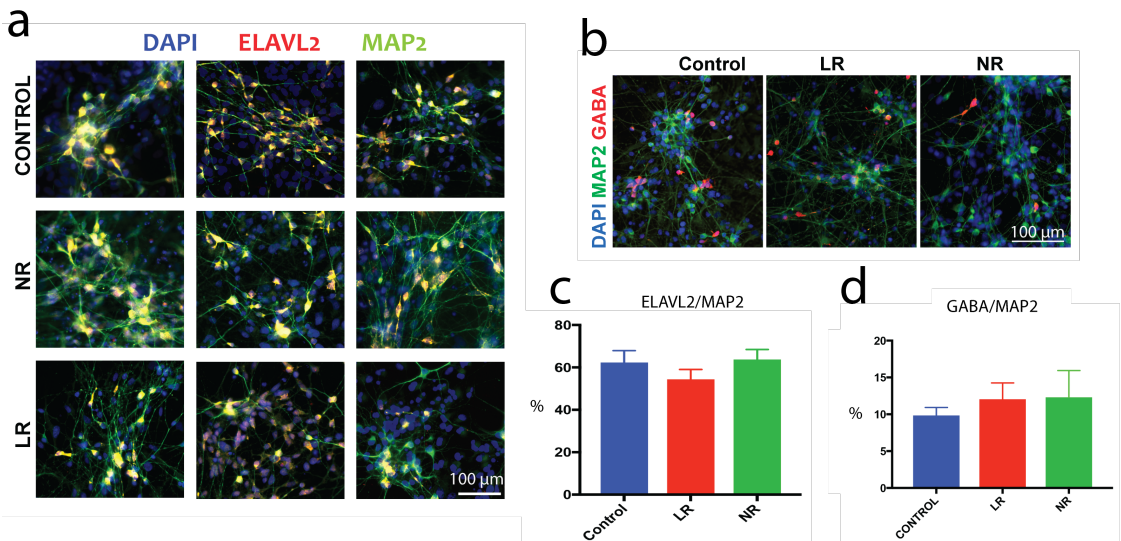 a
DAPI ELAVL2 MAP2
CONTROL
NR
LR
100 µm
b
Control LR NR
DAPI MAP2 GABA
100 µm
c
ELAVL2/MAP2
80
60
40
20
0
%
Control LR NR
d
GABA/MAP2
20
15
10
5
0
%
CONTROL LR NR